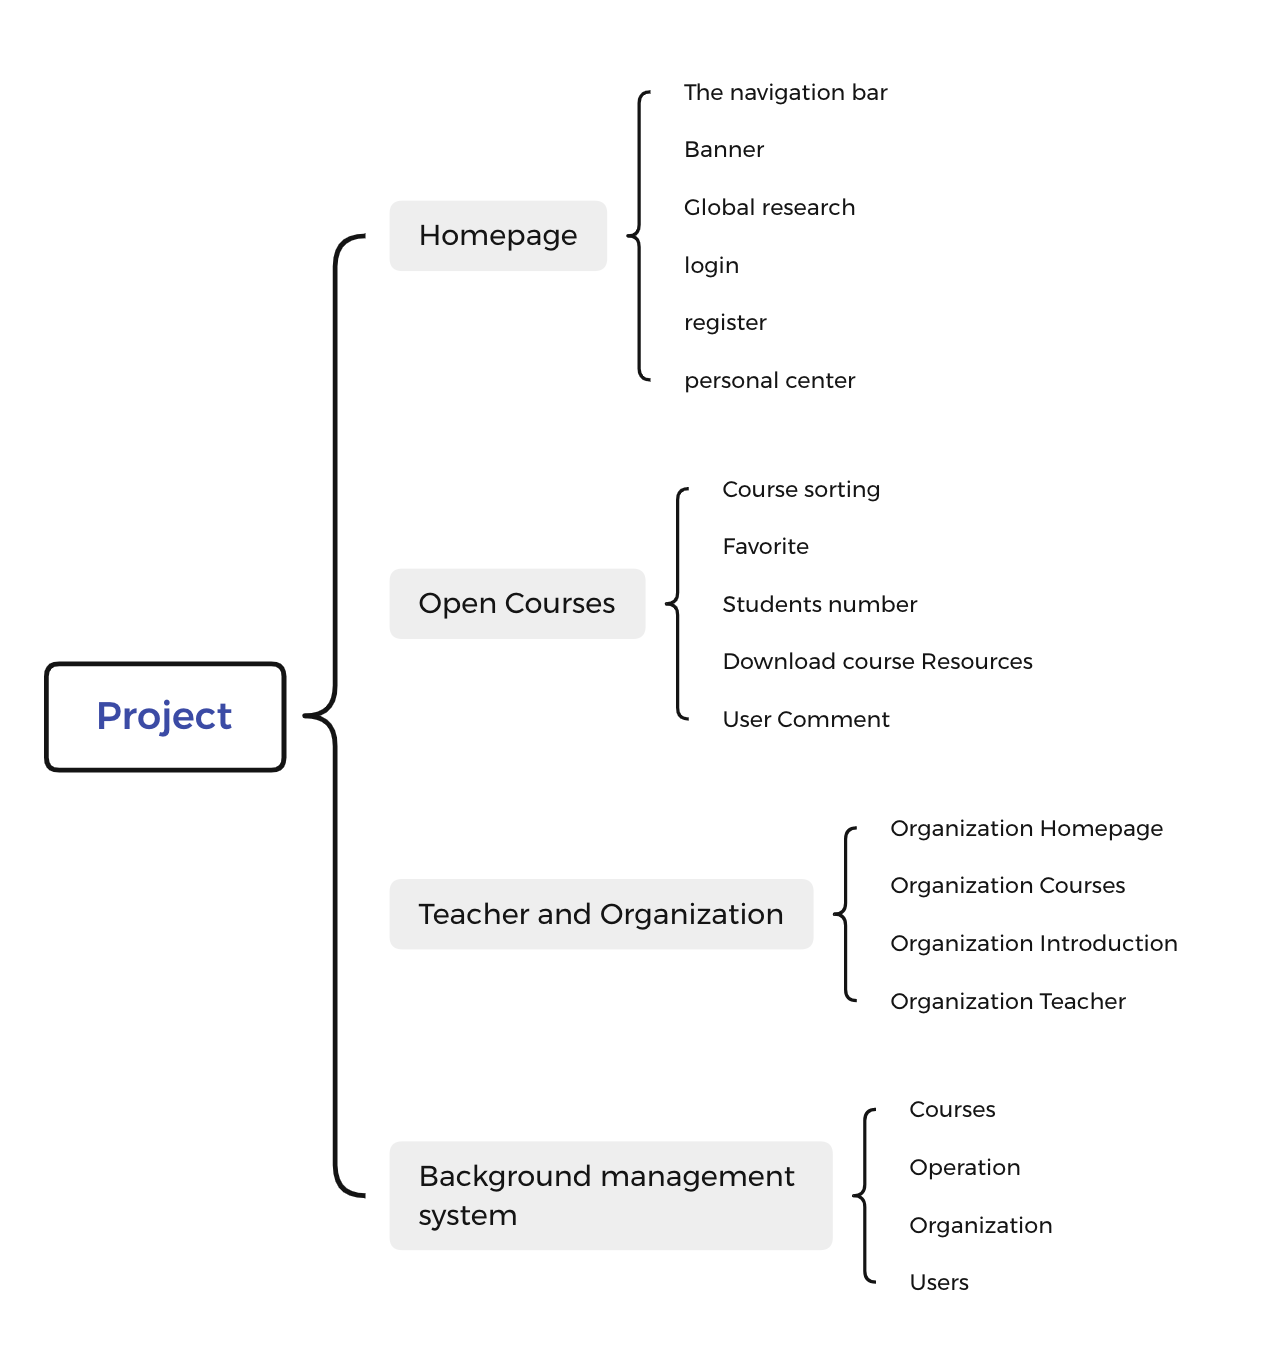 Project
Homepage
The navigation bar
Banner
Global research
login
register
personal center
Open Courses
Course sorting
Favorite
Students number
Download course Resources
User Comment
Teacher and Organization
Organization Homepage
Organization Courses
Organization Introduction
Organization Teacher
Background management
system
Courses
Operation
Organization
Users